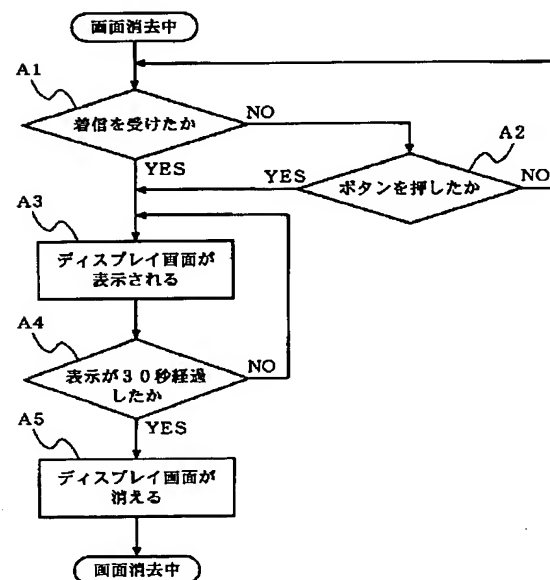 画面消去中
A1
着信を受けたか
NO
YES
A2
ボタンを押したか
YES
NO
A3
ディスプレイ画面が
表示される
A4
表示が30秒経過
したか
NO
YES
A5
ディスプレイ画面が
消える
画面消去中